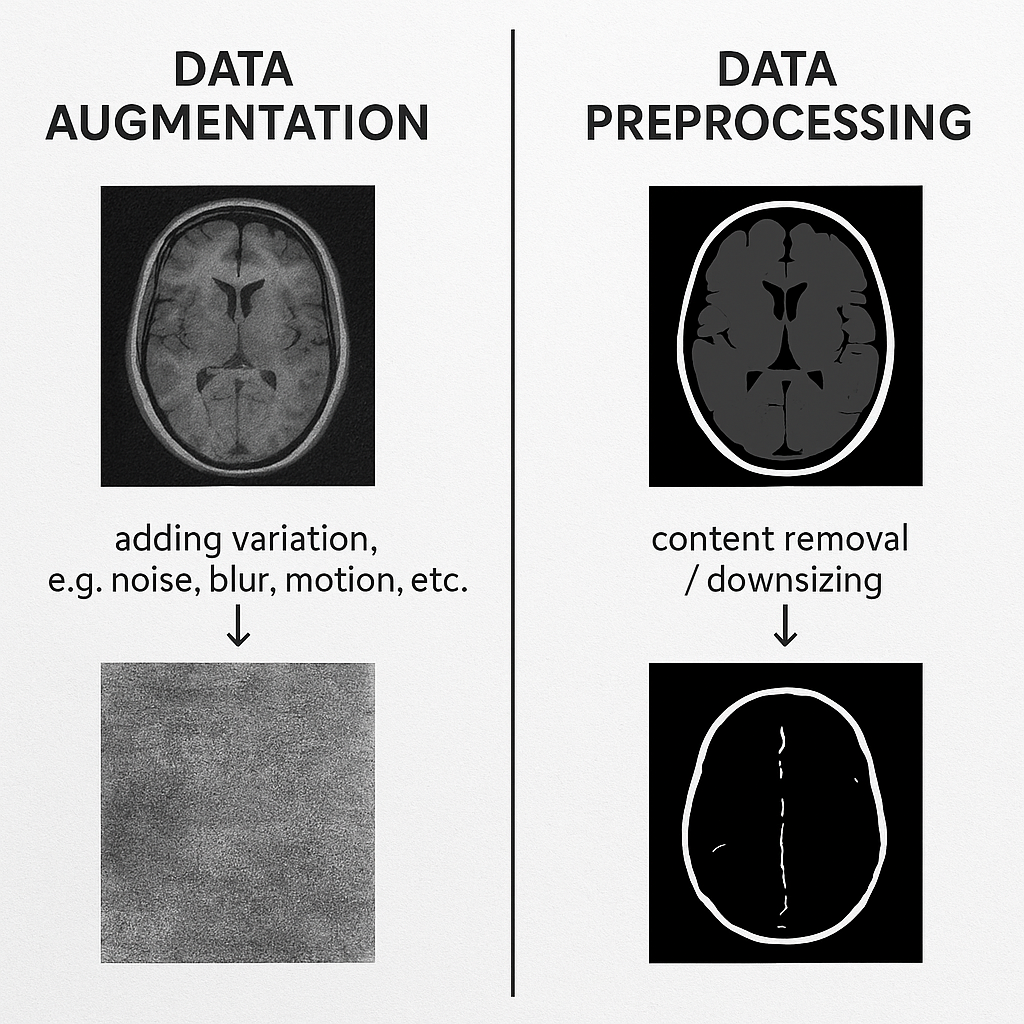 DATA
AUGMENTATION
adding variation,
e.g. noise, blur, motion, etc.
DATA
PREPROCESSING
content removal
/ downsizing